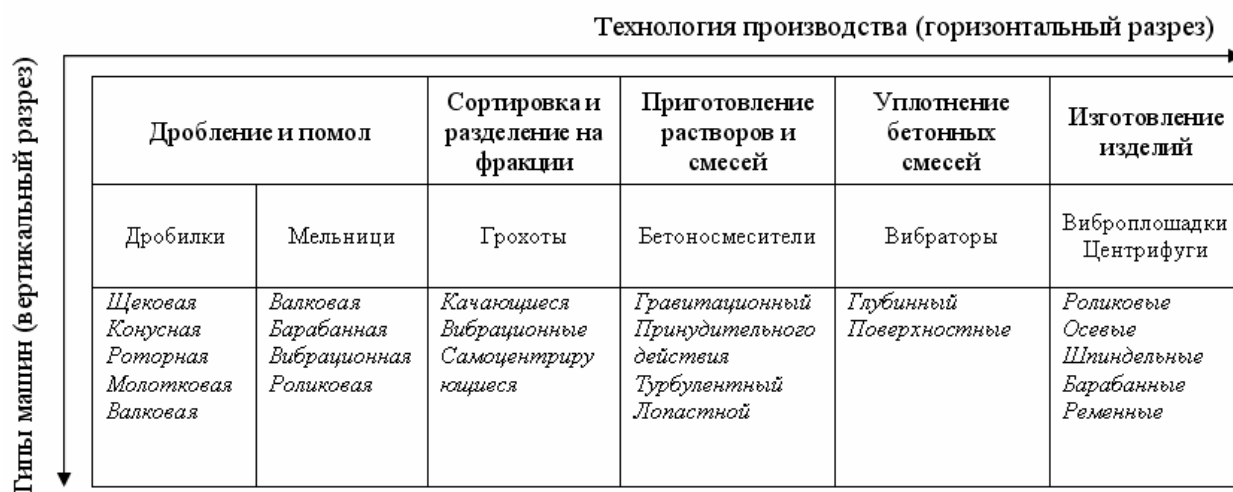 Технология производства (горизонтальный разрез)
Типы машин (вертикальный разрез)
Дробление и помол
Сортировка и
разделение на
фракции
Приготовление
растворов и
смесей
Уплотнение
бетонных
смесей
Изготовление
изделий
Дробилки
Мельници
Грохоты
Бетоносмесители
Вибраторы
Виброплошадки
Центрифуги
Щековая
Конусная
Роторная
Молотковая
Валковая
Валковая
Барабанная
Вибрационная
Роликовая
Качающиеся
Вибрационные
Самоцентриру
ющиеся
Гравитационный
Принудительного
действия
Турбулентный
Лопастной
Глубинный
Поверхностные
Роликовые
Осевые
Шпиндельные
Барабанные
Ременные